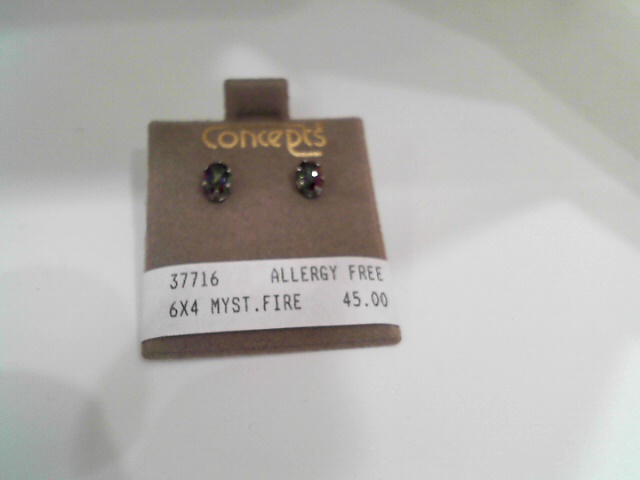 Concepts
37716 ALLERGY FREE
6X4 MYST.FIRE 45.00